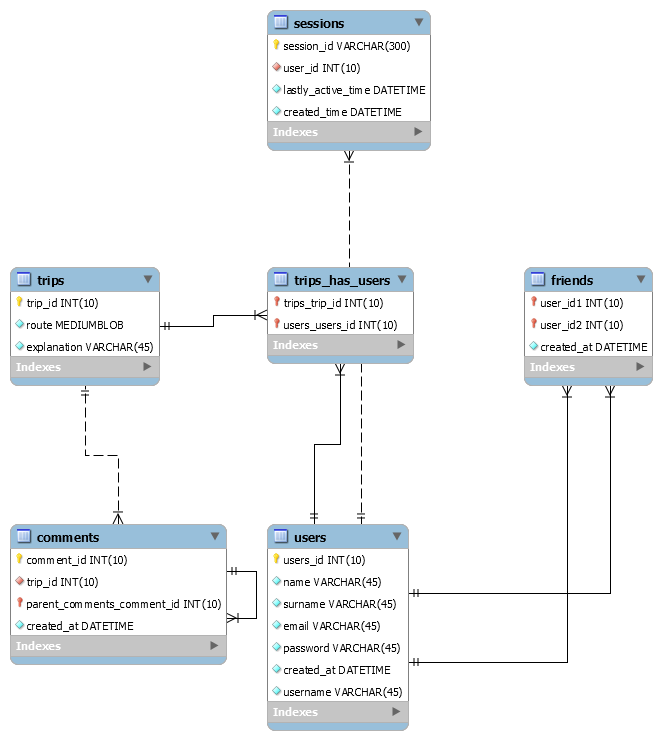 sessions
session_id VARCHAR(300)
user_id INT(10)
lastly_active_time DATETIME
created_time DATETIME
Indexes
trips
trip_id INT(10)
route MEDIUMBLOB
explanation VARCHAR(45)
Indexes
trips_has_users
trips_trip_id INT(10)
users_users_id INT(10)
Indexes
friends
user_id1 INT(10)
user_id2 INT(10)
created_at DATETIME
Indexes
comments
comment_id INT(10)
trip_id INT(10)
parent_comments_comment_id INT(10)
created_at DATETIME
Indexes
users
users_id INT(10)
name VARCHAR(45)
surname VARCHAR(45)
email VARCHAR(45)
password VARCHAR(45)
created_at DATETIME
username VARCHAR(45)
Indexes